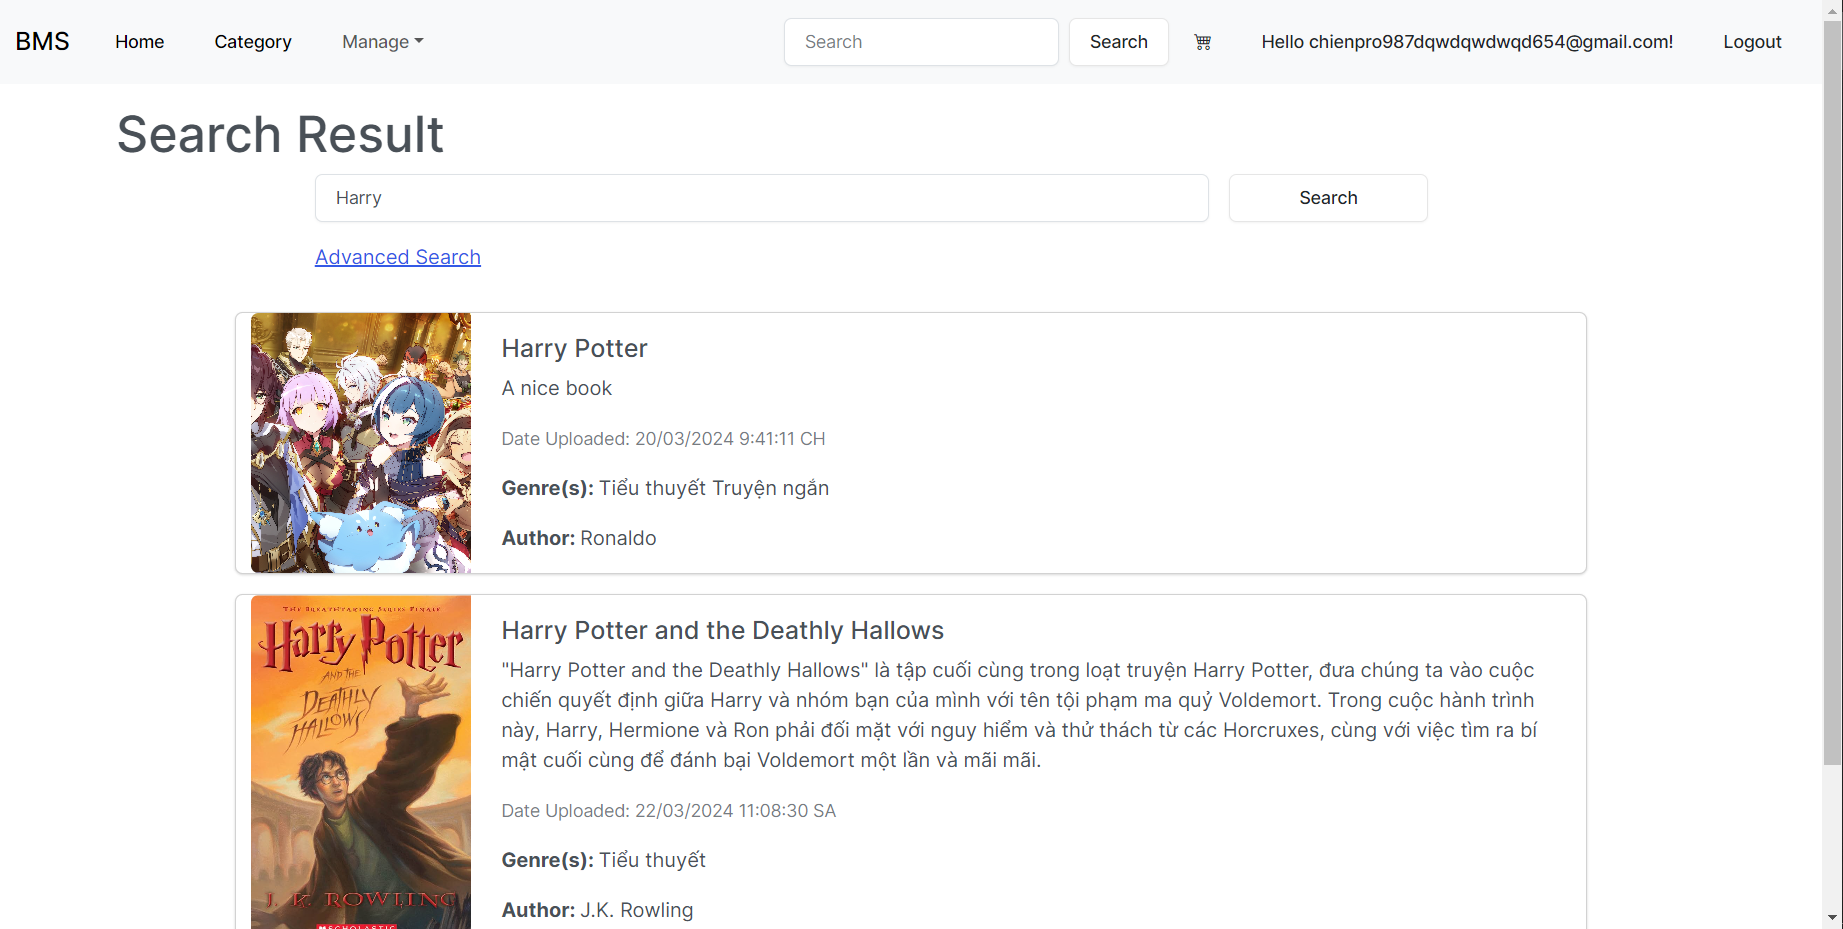 BMS Home Category Manage Search Search Hello chienpro987dqwdqwdwqd654@gmail.com! Logout
Search Result
Harry Search
Advanced Search
Harry Potter
A nice book
Date Uploaded: 20/03/2024 9:41:11 CH
Genre(s): Tiểu thuyết Truyện ngắn
Author: Ronaldo
THE BREATHTAKING SERIES FINALE
Harry Potter
AND THE
DEATHLY
HALLOWS
J. K. ROWLING
SCHOLASTIC
Harry Potter and the Deathly Hallows
"Harry Potter and the Deathly Hallows" là tập cuối cùng trong loạt truyện Harry Potter, đưa chúng ta vào cuộc
chiến quyết định giữa Harry và nhóm bạn của mình với tên tội phạm ma quỷ Voldemort. Trong cuộc hành trình
này, Harry, Hermione và Ron phải đối mặt với nguy hiểm và thử thách từ các Horcruxes, cùng với việc tìm ra bí
mật cuối cùng để đánh bại Voldemort một lần và mãi mãi.
Date Uploaded: 22/03/2024 11:08:30 SA
Genre(s): Tiểu thuyết
Author: J.K. Rowling